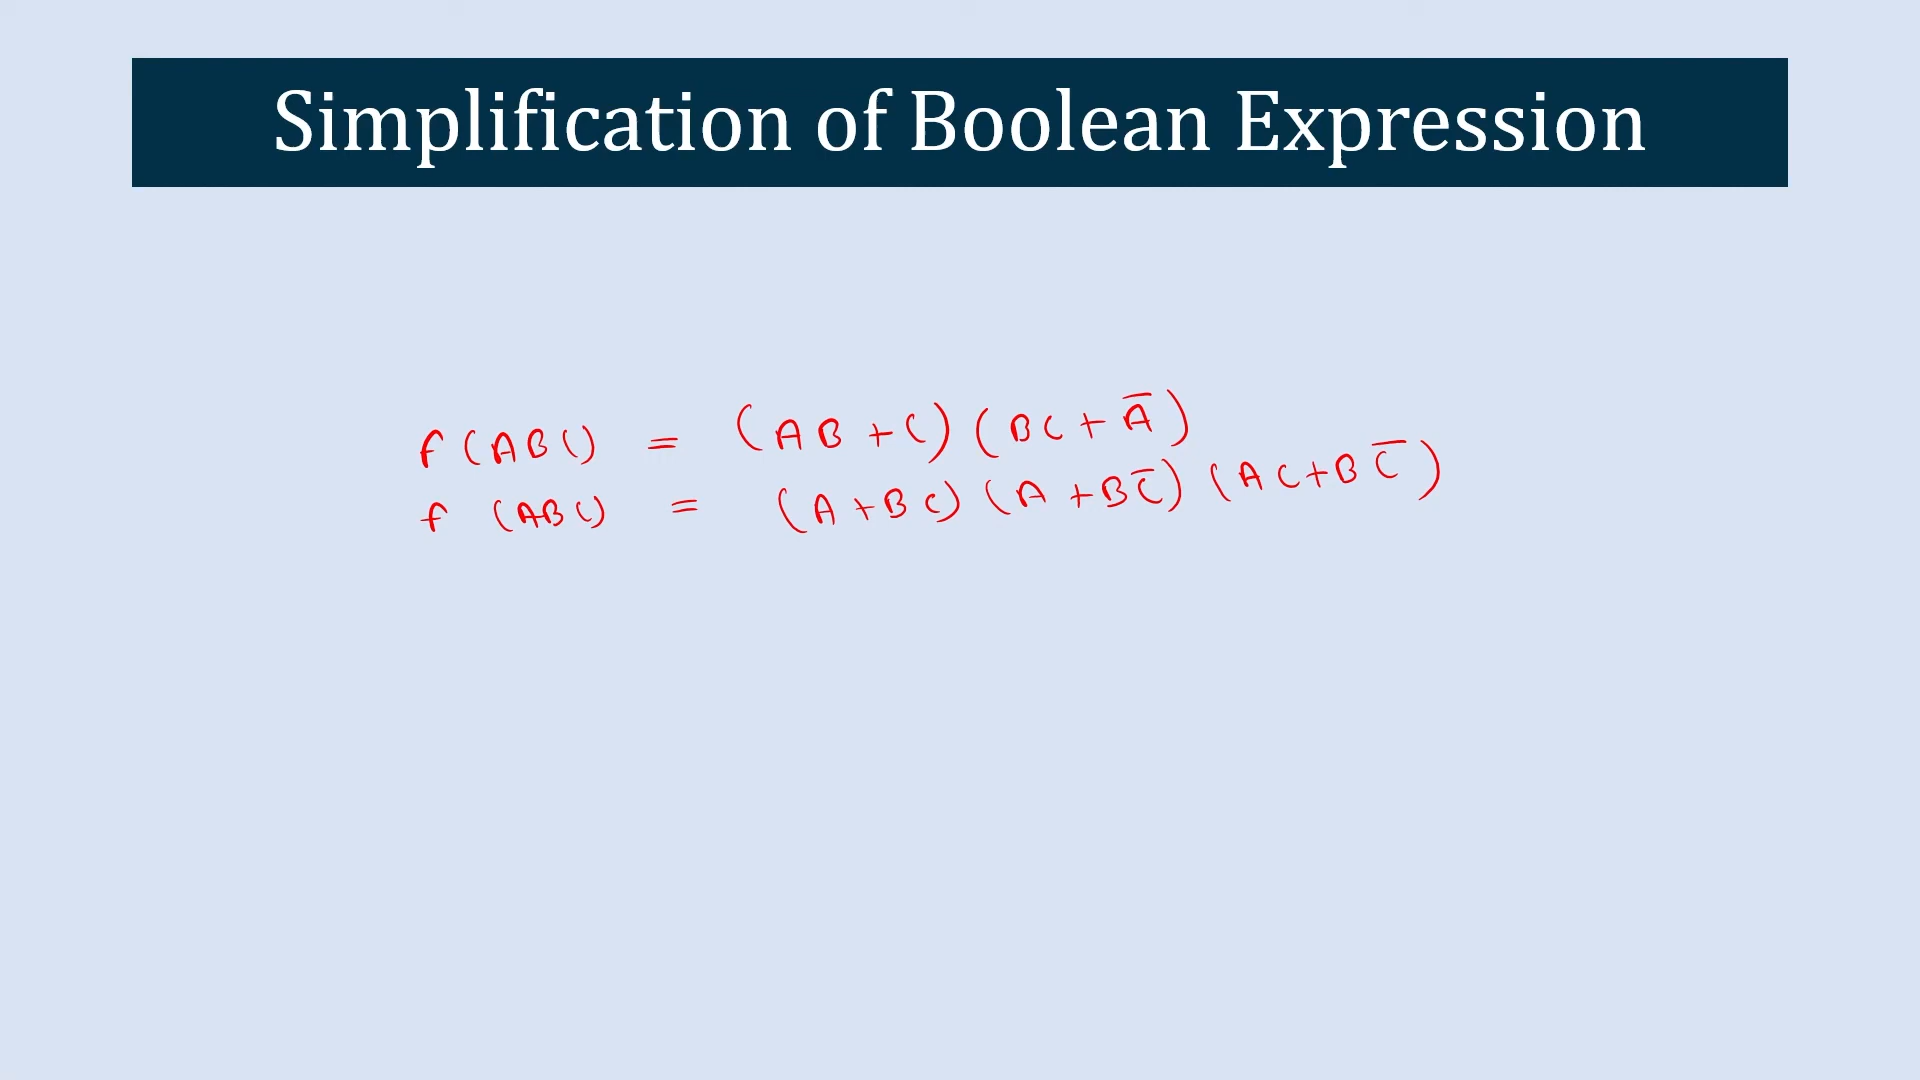 Simplification of Boolean Expression
f (ABC) = (AB + C) (BC + A̅)
f (ABC) = (A + BC) (A + BC̅) (AC + BC̅)